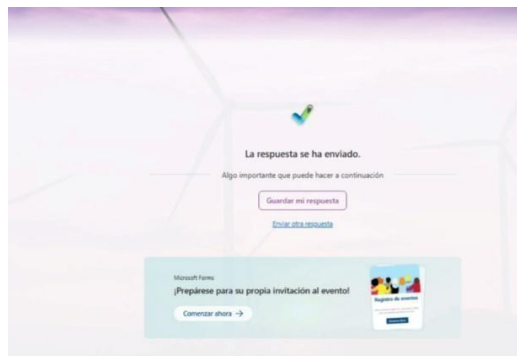 La respuesta se ha enviado.
Algo importante que puede hacer a continuación
Guardar mi respuesta
Enviar otra respuesta
Microsoft Forms
¡Prepárese para su propia invitación al evento!
Comenzar ahora →
Registro de eventos